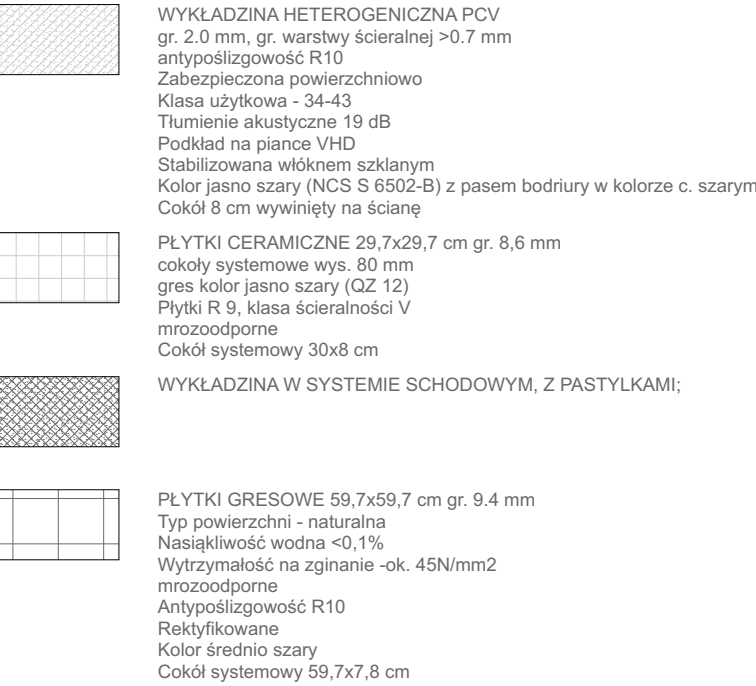 WYKŁADZINA HETEROGENICZNA PCV
gr. 2.0 mm, gr. warstwy ścieralnej >0.7 mm
antypoślizgowość R10
Zabezpieczona powierzchniowo
Klasa użytkowa - 34-43
Tłumienie akustyczne 19 dB
Podkład na piance VHD
Stabilizowana włóknem szklanym
Kolor jasno szary (NCS S 6502-B) z pasem bodriury w kolorze c. szarym
Cokół 8 cm wywinięty na ścianę
PŁYTKI CERAMICZNE 29,7x29,7 cm gr. 8,6 mm
cokoły systemowe wys. 80 mm
gres kolor jasno szary (QZ 12)
Płytki R 9, klasa ścieralności V
mrozoodporne
Cokół systemowy 30x8 cm
WYKŁADZINA W SYSTEMIE SCHODOWYM, Z PASTYLKAMI;
PŁYTKI GRESOWE 59,7x59,7 cm gr. 9.4 mm
Typ powierzchni - naturalna
Nasiąkliwość wodna <0,1%
Wytrzymałość na zginanie -ok. 45N/mm2
mrozoodporne
Antypoślizgowość R10
Rektyfikowane
Kolor średnio szary
Cokół systemowy 59,7x7,8 cm